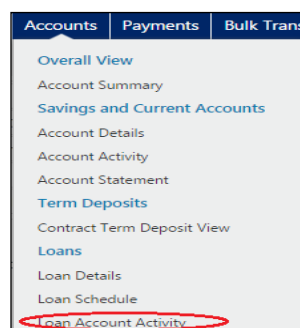 Accounts Payments Bulk Trans
Overall View
Account Summary
Savings and Current Accounts
Account Details
Account Activity
Account Statement
Term Deposits
Contract Term Deposit View
Loans
Loan Details
Loan Schedule
Loan Account Activity